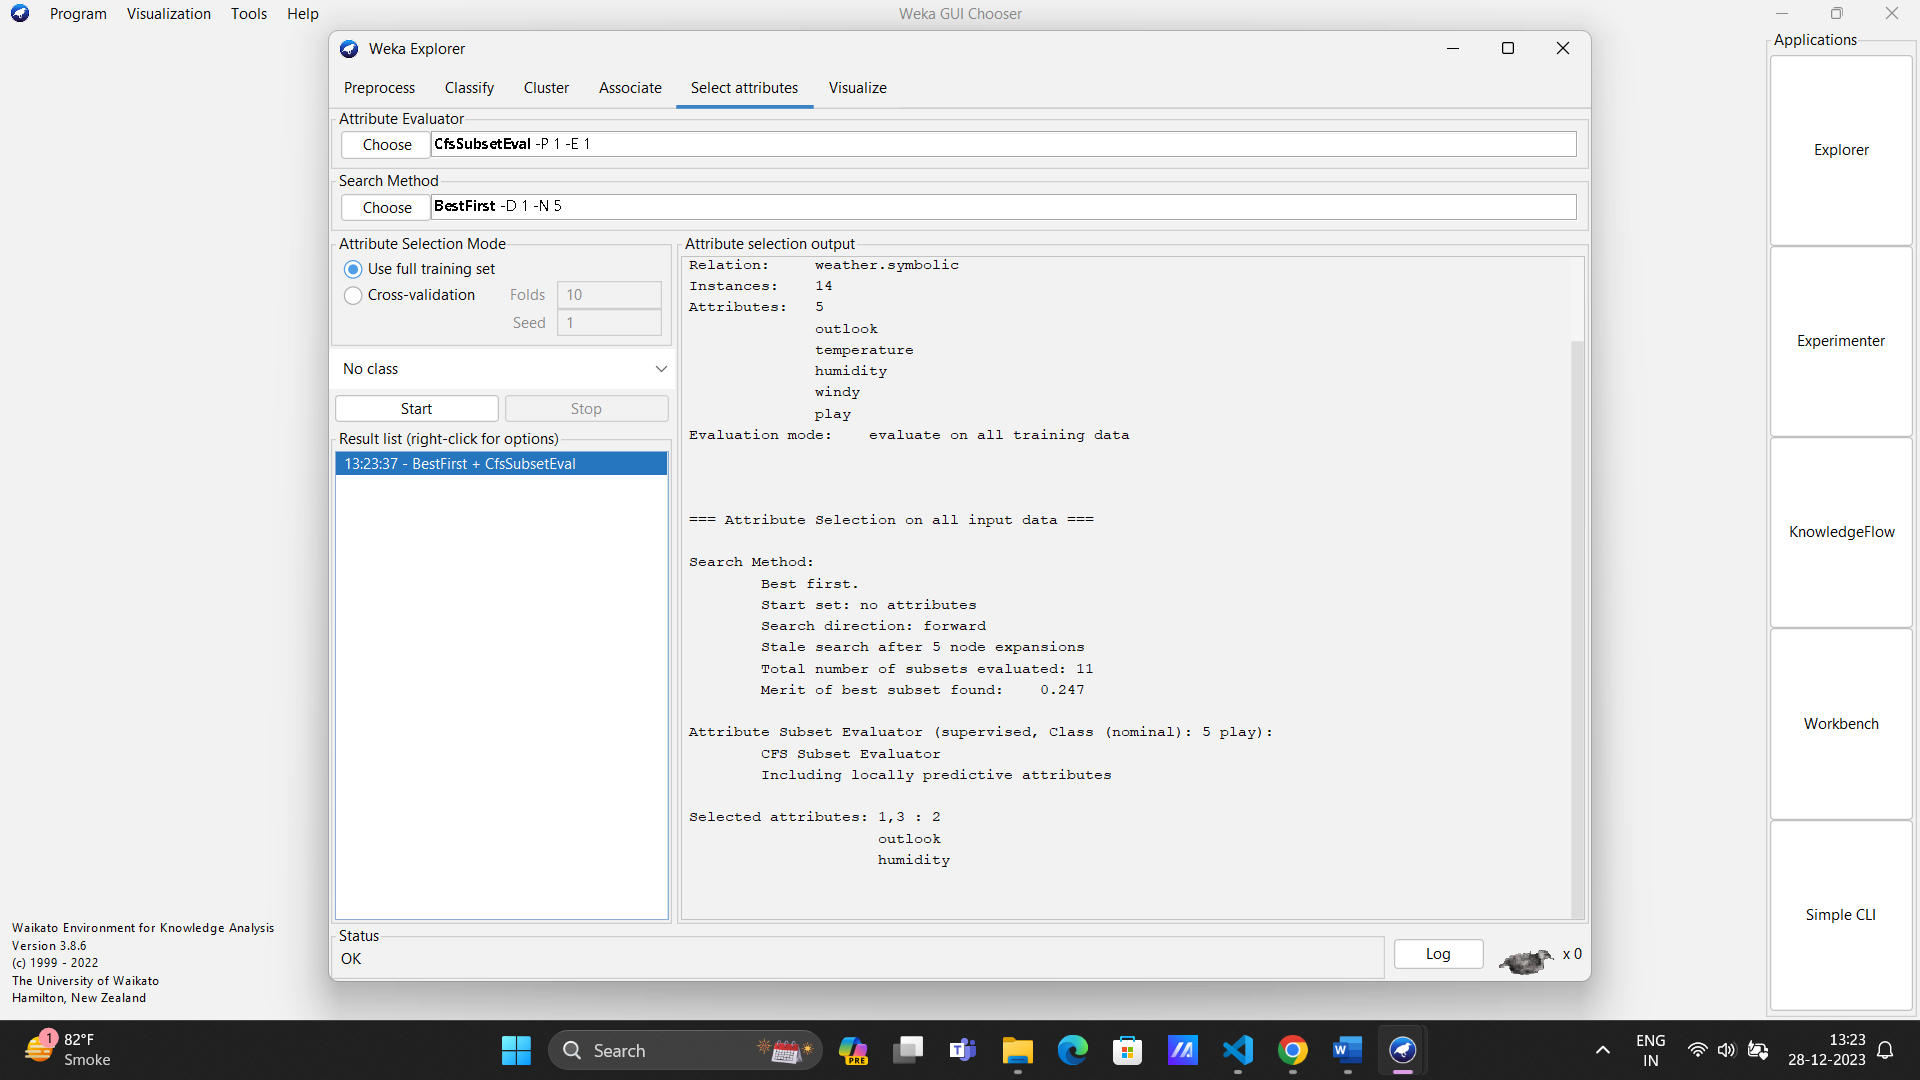 Program Visualization Tools Help
Weka GUI Chooser
Weka Explorer
Preprocess Classify Cluster Associate Select attributes Visualize
Attribute Evaluator
Choose CfsSubsetEval -P 1 -E 1
Search Method
Choose BestFirst -D 1 -N 5
Attribute Selection Mode
Use full training set
Cross-validation Folds 10
Seed 1
No class
Start Stop
Result list (right-click for options)
13:23:37 - BestFirst + CfsSubsetEval
Attribute selection output
Relation: weather.symbolic
Instances: 14
Attributes: 5
outlook
temperature
humidity
windy
play
Evaluation mode: evaluate on all training data
=== Attribute Selection on all input data ===
Search Method:
Best first.
Start set: no attributes
Search direction: forward
Stale search after 5 node expansions
Total number of subsets evaluated: 11
Merit of best subset found: 0.247
Attribute Subset Evaluator (supervised, Class (nominal): 5 play):
CFS Subset Evaluator
Including locally predictive attributes
Selected attributes: 1,3 : 2
outlook
humidity
Status
OK
Log
x 0
Applications
Explorer
Experimenter
KnowledgeFlow
Workbench
Simple CLI
Waikato Environment for Knowledge Analysis
Version 3.8.6
(c) 1999 - 2022
The University of Waikato
Hamilton, New Zealand
1
82°F
Smoke
Search
PRE
ENG
IN
13:23
28-12-2023